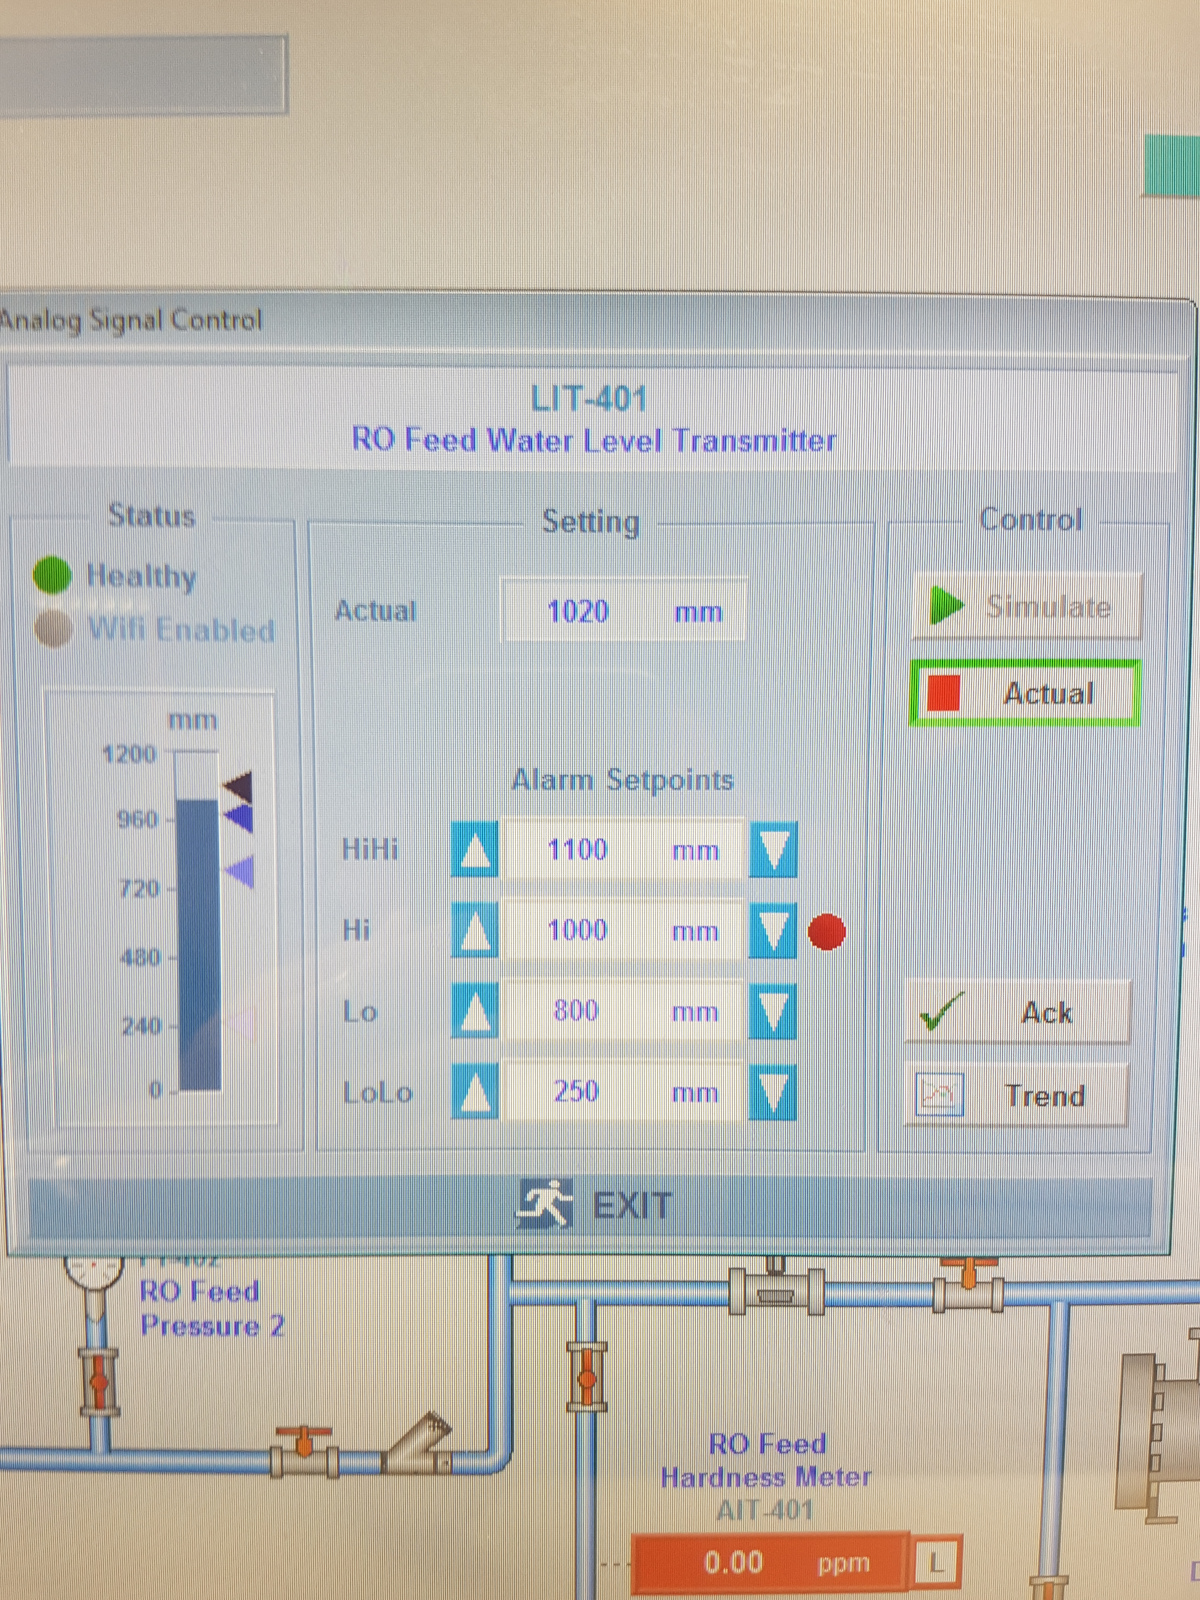 Analog Signal Control
LIT-401
RO Feed Water Level Transmitter
Status
Healthy
Wifi Enabled
mm
1200
960
720
480
240
0
Setting
Actual 1020 mm
Alarm Setpoints
HiHi 1100 mm
Hi 1000 mm
Lo 800 mm
LoLo 250 mm
Control
Simulate
Actual
Ack
Trend
EXIT
RO Feed
Pressure 2
RO Feed
Hardness Meter
AIT-401
0.00 ppm L